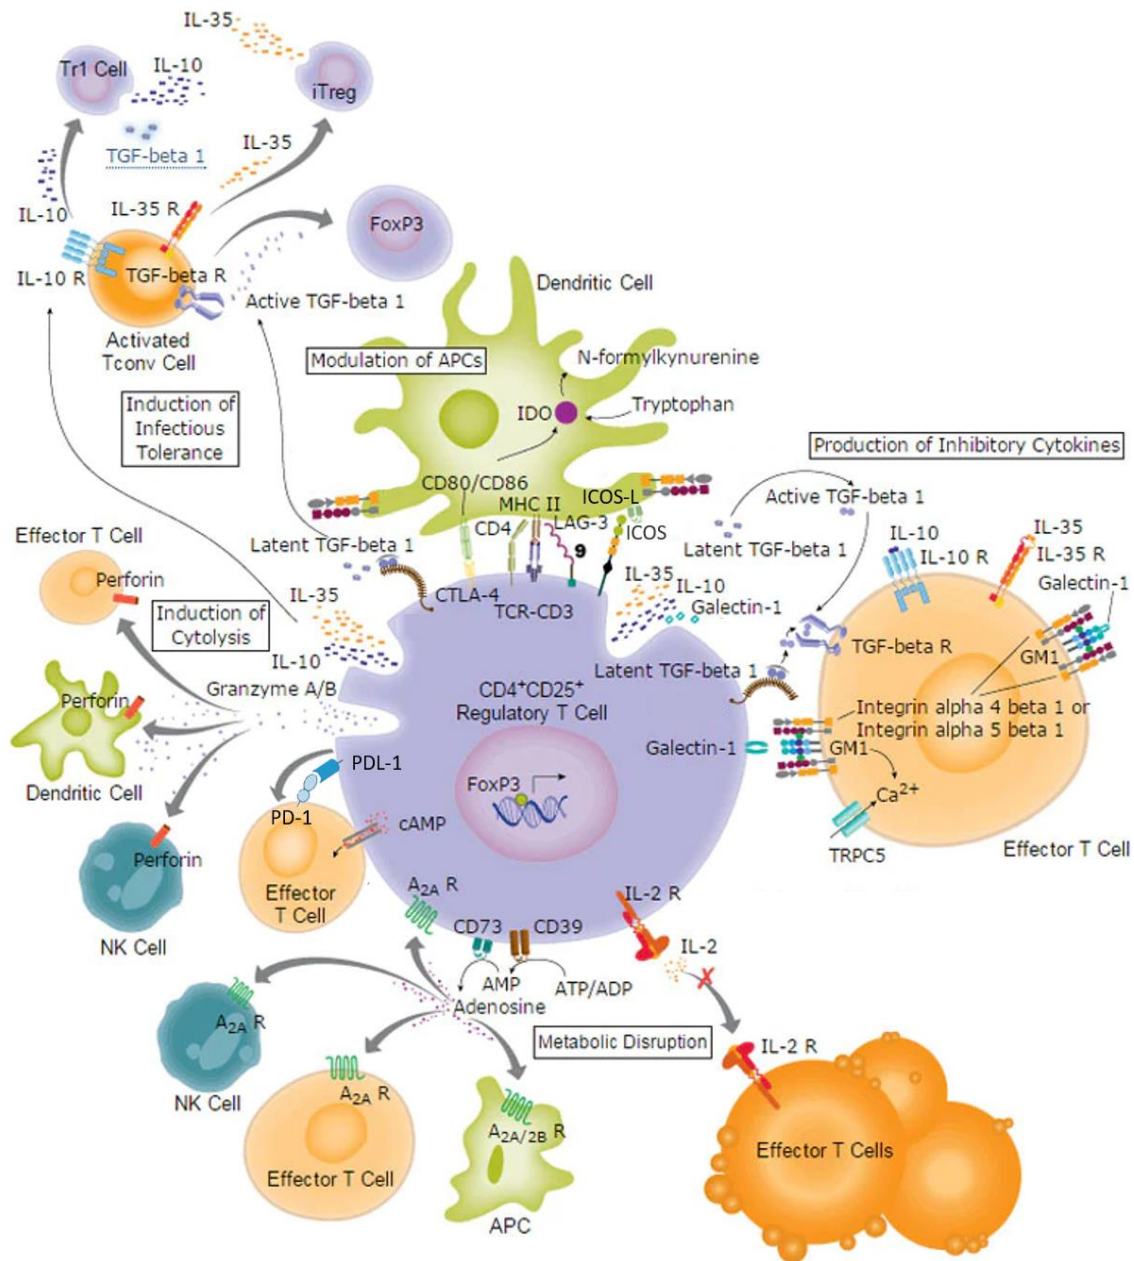 IL-35
Tr1 Cell
IL-10
iTreg
TGF-beta 1
IL-35
IL-10
IL-35 R
FoxP3
IL-10 R
TGF-beta R
Active TGF-beta 1
Activated
Tconv Cell
Dendritic Cell
Modulation of APCs
N-formylkynurenine
IDO
Tryptophan
Induction of
Infectious
Tolerance
Production of Inhibitory Cytokines
CD80/CD86
MHC II
ICOS-L
CD4
LAG-3
9
ICOS
Active TGF-beta 1
Latent TGF-beta 1
Latent TGF-beta 1
IL-10
IL-10 R
IL-35
IL-35 R
Galectin-1
Effector T Cell
Perforin
Induction of
Cytolysis
IL-35
IL-10
CTLA-4
TCR-CD3
IL-35
IL-10
Galectin-1
GM1
TGF-beta R
Latent TGF-beta 1
Granzyme A/B
CD4+CD25+
Regulatory T Cell
Integrin alpha 4 beta 1 or
Integrin alpha 5 beta 1
Perforin
Dendritic Cell
Galectin-1
GM1
Ca2+
TRPC5
Effector T Cell
PDL-1
PD-1
FoxP3
cAMP
Perforin
NK Cell
Effector
T Cell
A2A R
CD73
CD39
IL-2 R
IL-2
AMP
ATP/ADP
Adenosine
Metabolic Disruption
A2A R
NK Cell
A2A R
Effector T Cell
A2A/2B R
APC
IL-2 R
Effector T Cells